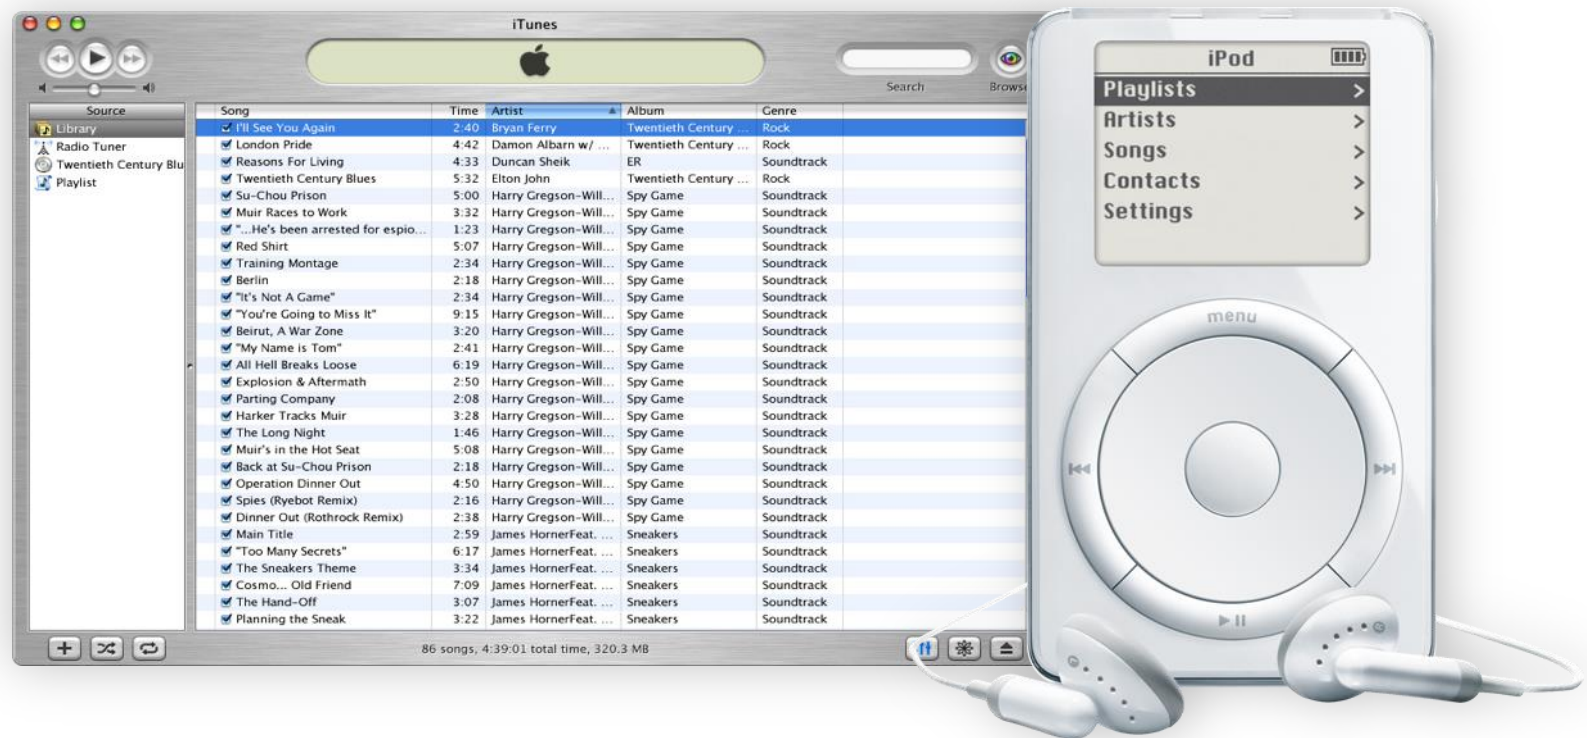 iTunes
Search
Browse
Source
Library
Radio Tuner
Twentieth Century Blu
Playlist
Song Time Artist Album Genre
I'll See You Again 2:40 Bryan Ferry Twentieth Century ... Rock
London Pride 4:42 Damon Albarn w/ ... Twentieth Century ... Rock
Reasons For Living 4:33 Duncan Sheik ER Soundtrack
Twentieth Century Blues 5:32 Elton John Twentieth Century ... Rock
Su-Chou Prison 5:00 Harry Gregson-Will... Spy Game Soundtrack
Muir Races to Work 3:32 Harry Gregson-Will... Spy Game Soundtrack
"...He's been arrested for espio... 1:23 Harry Gregson-Will... Spy Game Soundtrack
Red Shirt 5:07 Harry Gregson-Will... Spy Game Soundtrack
Training Montage 2:34 Harry Gregson-Will... Spy Game Soundtrack
Berlin 2:18 Harry Gregson-Will... Spy Game Soundtrack
"It's Not A Game" 2:34 Harry Gregson-Will... Spy Game Soundtrack
"You're Going to Miss It" 9:15 Harry Gregson-Will... Spy Game Soundtrack
Beirut, A War Zone 3:20 Harry Gregson-Will... Spy Game Soundtrack
"My Name is Tom" 2:41 Harry Gregson-Will... Spy Game Soundtrack
All Hell Breaks Loose 6:19 Harry Gregson-Will... Spy Game Soundtrack
Explosion & Aftermath 2:50 Harry Gregson-Will... Spy Game Soundtrack
Parting Company 2:08 Harry Gregson-Will... Spy Game Soundtrack
Harker Tracks Muir 3:28 Harry Gregson-Will... Spy Game Soundtrack
The Long Night 1:46 Harry Gregson-Will... Spy Game Soundtrack
Muir's in the Hot Seat 5:08 Harry Gregson-Will... Spy Game Soundtrack
Back at Su-Chou Prison 2:18 Harry Gregson-Will... Spy Game Soundtrack
Operation Dinner Out 4:50 Harry Gregson-Will... Spy Game Soundtrack
Spies (Ryebot Remix) 2:16 Harry Gregson-Will... Spy Game Soundtrack
Dinner Out (Rothrock Remix) 2:38 Harry Gregson-Will... Spy Game Soundtrack
Main Title 2:59 James HornerFeat. ... Sneakers Soundtrack
"Too Many Secrets" 6:17 James HornerFeat. ... Sneakers Soundtrack
The Sneakers Theme 3:34 James HornerFeat. ... Sneakers Soundtrack
Cosmo... Old Friend 7:09 James HornerFeat. ... Sneakers Soundtrack
The Hand-Off 3:07 James HornerFeat. ... Sneakers Soundtrack
Planning the Sneak 3:22 James HornerFeat. ... Sneakers Soundtrack
86 songs, 4:39:01 total time, 320.3 MB
iPod
Playlists
Artists
Songs
Contacts
Settings
menu